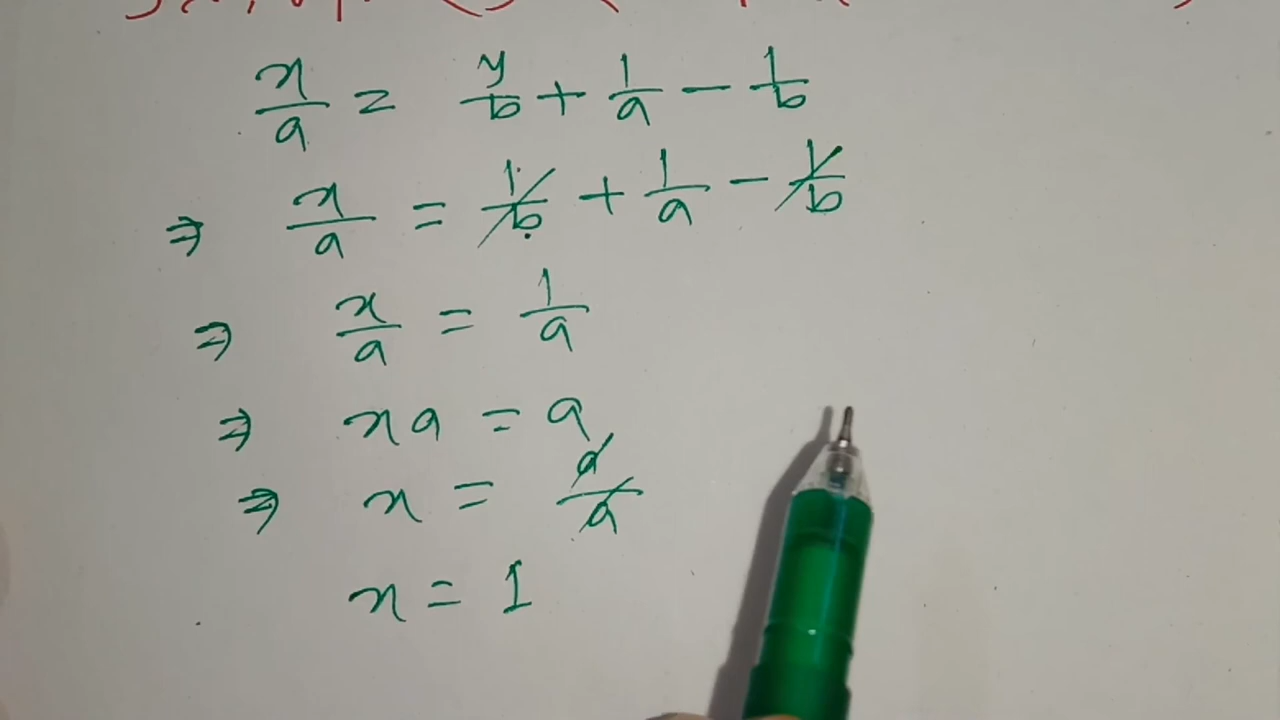 x/a = y/b + 1/a - 1/b
⇒ x/a = 1/b + 1/a - 1/b
⇒ x/a = 1/a
⇒ xa = a
⇒ x = a/a
x = 1